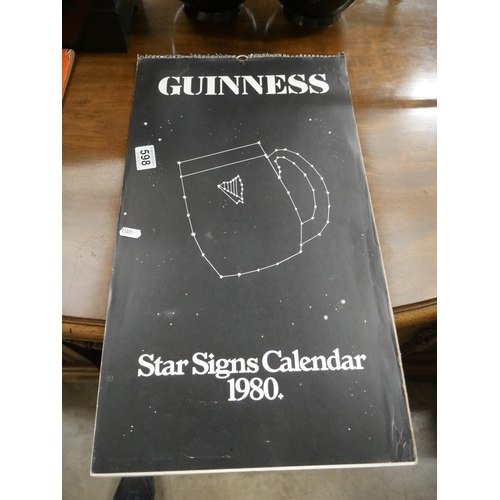 GUINNESS
598
Star Signs Calendar
1980.